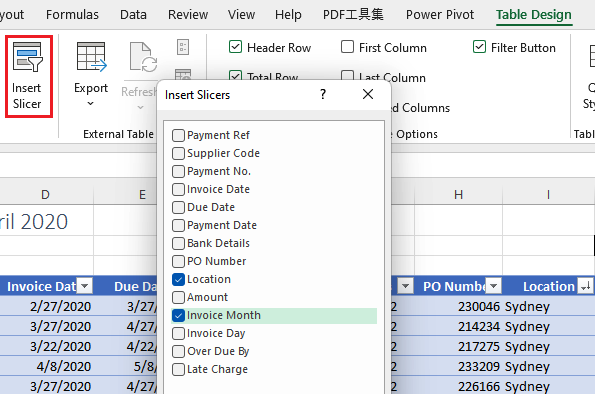 yout Formulas Data Review View Help PDF工具集 Power Pivot Table Design
Insert Slicer
Export
Refresh
External Table
Header Row
First Column
Filter Button
Total Row
Last Column
ed Columns
e Options
Q
Sty
Tabl
Insert Slicers ? ×
Payment Ref
Supplier Code
Payment No.
Invoice Date
Due Date
Payment Date
Bank Details
PO Number
Location
Amount
Invoice Month
Invoice Day
Over Due By
Late Charge
D E H I
ril 2020
Invoice Dat Due Da PO Numbe Location
2/27/2020 3/27/ 2 230046 Sydney
3/27/2020 4/27/ 2 214234 Sydney
3/22/2020 4/22/ 2 217275 Sydney
4/8/2020 5/8/ 2 233209 Sydney
3/27/2020 4/27/ 2 226166 Sydney